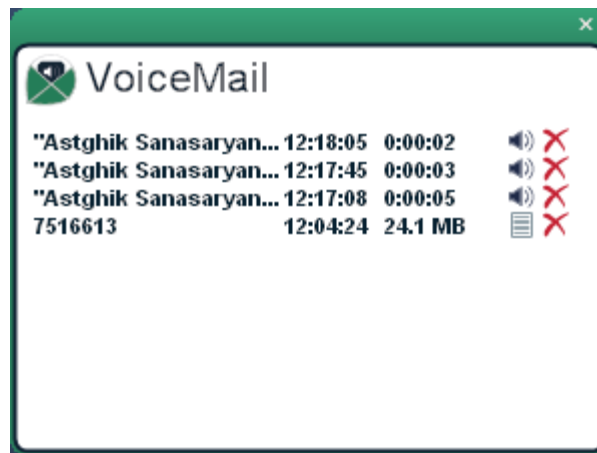 VoiceMail
"Astghik Sanasaryan... 12:18:05 0:00:02
"Astghik Sanasaryan... 12:17:45 0:00:03
"Astghik Sanasaryan... 12:17:08 0:00:05
7516613 12:04:24 24.1 MB